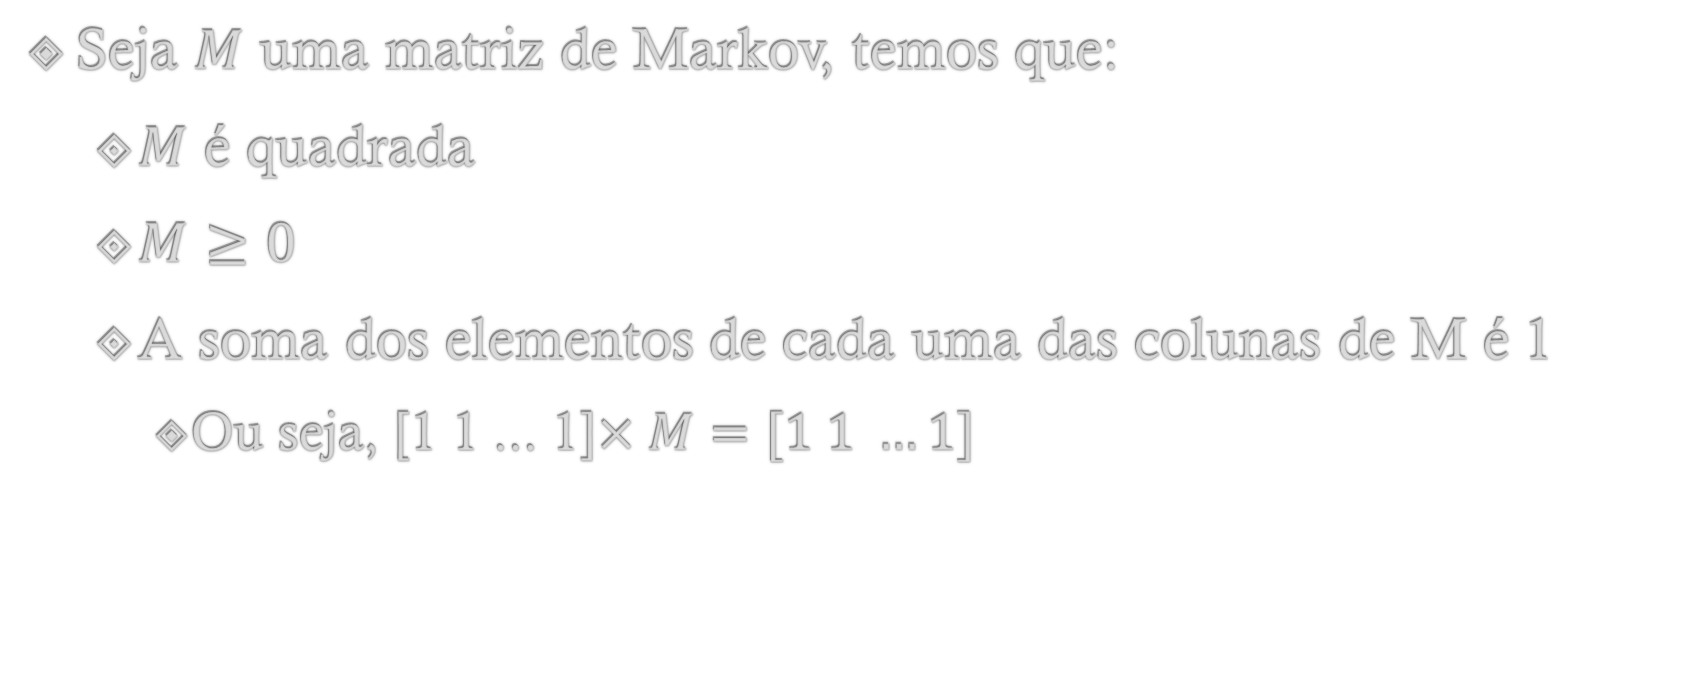 Seja M uma matriz de Markov, temos que:
M é quadrada
M ≥ 0
A soma dos elementos de cada uma das colunas de M é 1
Ou seja, [1 1 … 1]× M = [1 1 … 1]